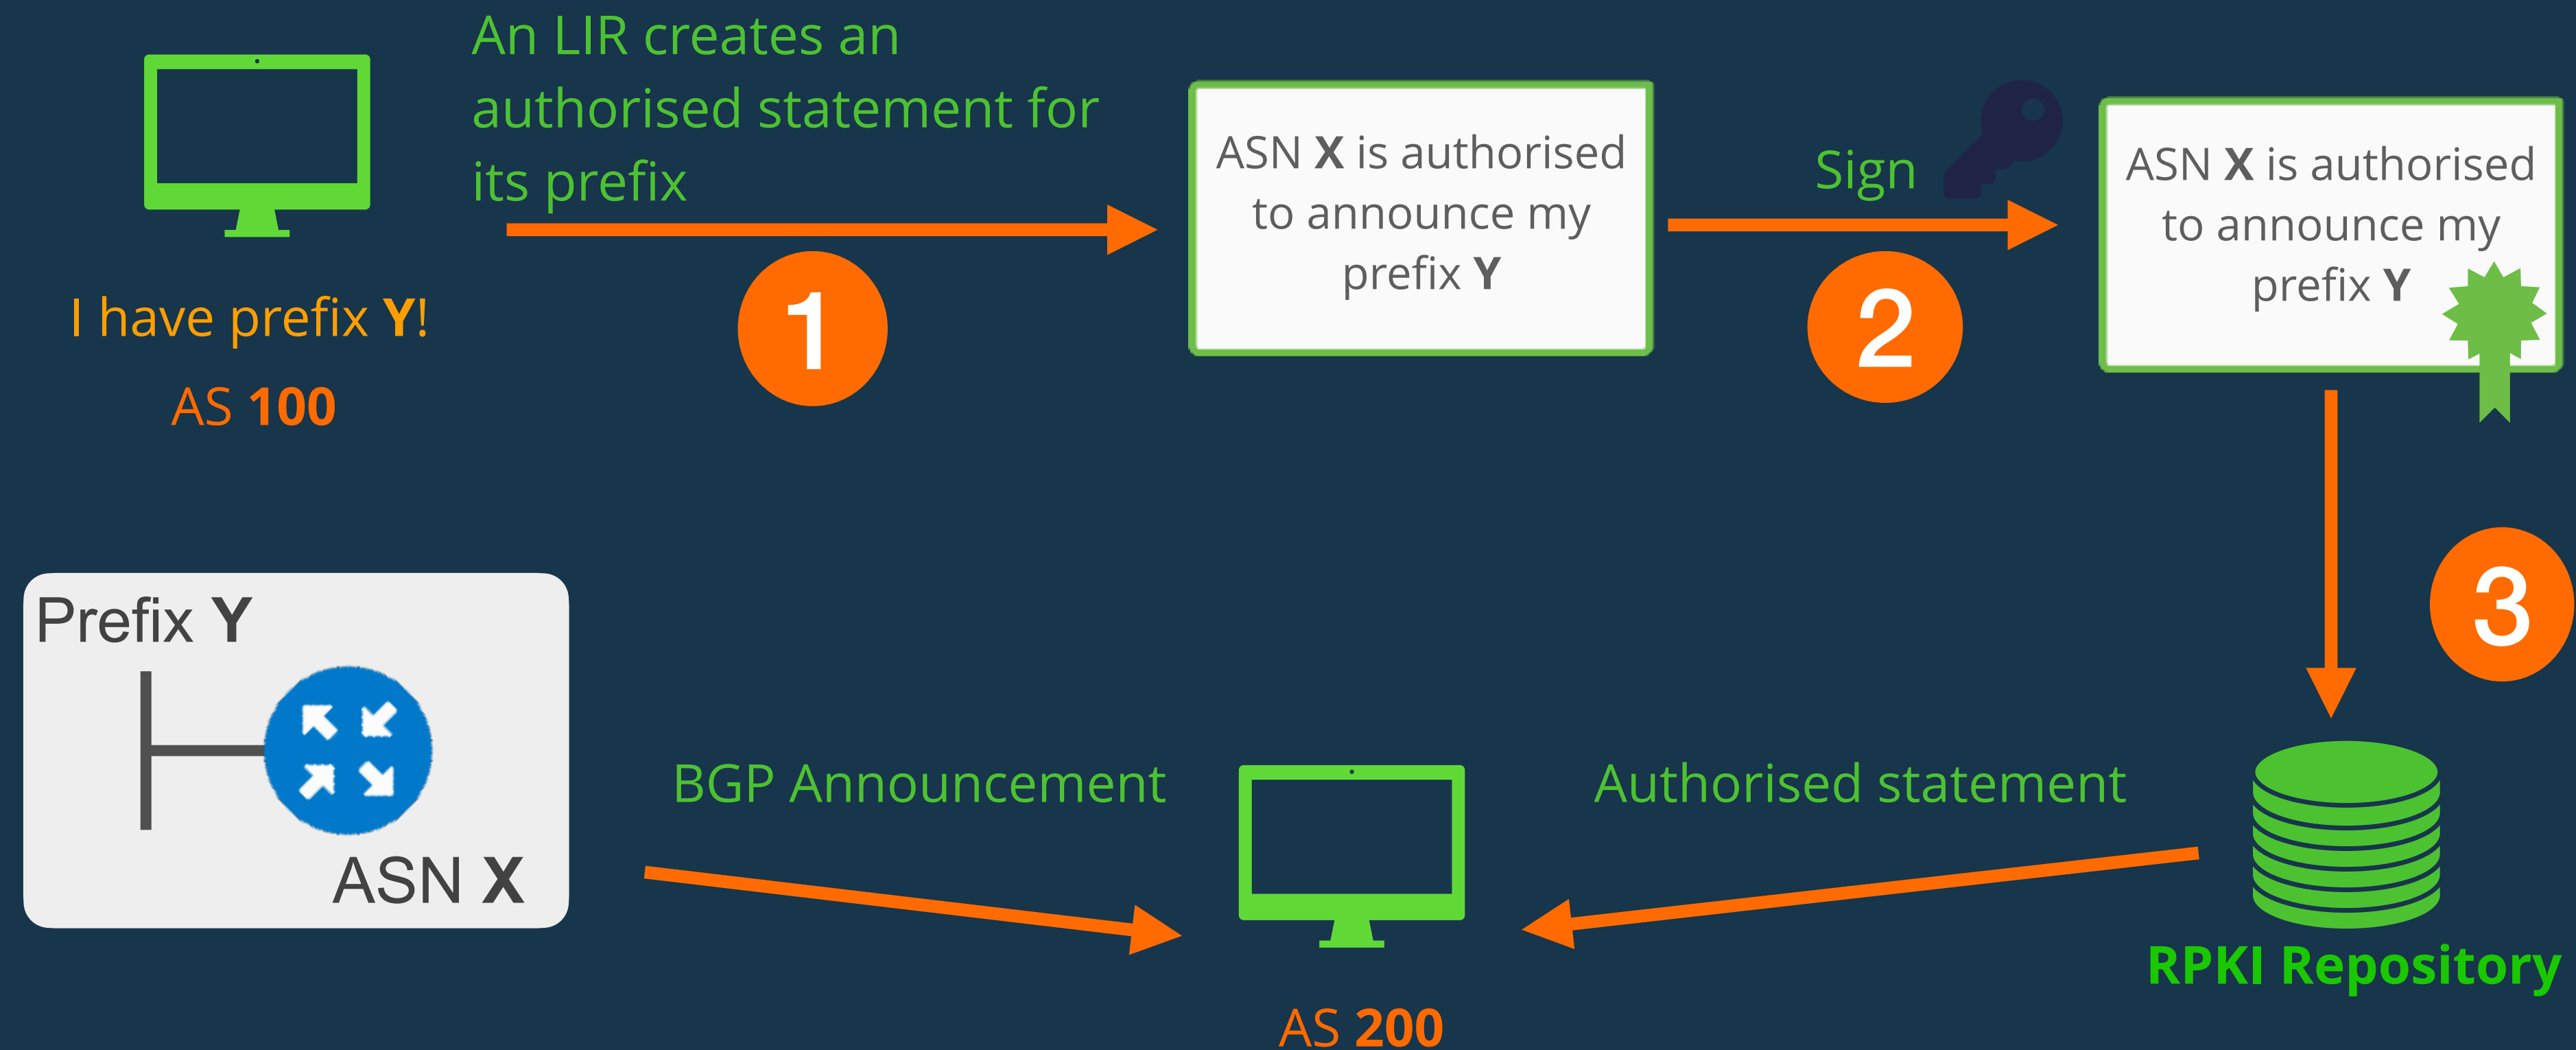 An LIR creates an
authorised statement for
its prefix
I have prefix Y!
AS 100
1
ASN X is authorised
to announce my
prefix Y
Sign
2
ASN X is authorised
to announce my
prefix Y
3
Prefix Y
ASN X
BGP Announcement
AS 200
Authorised statement
RPKI Repository